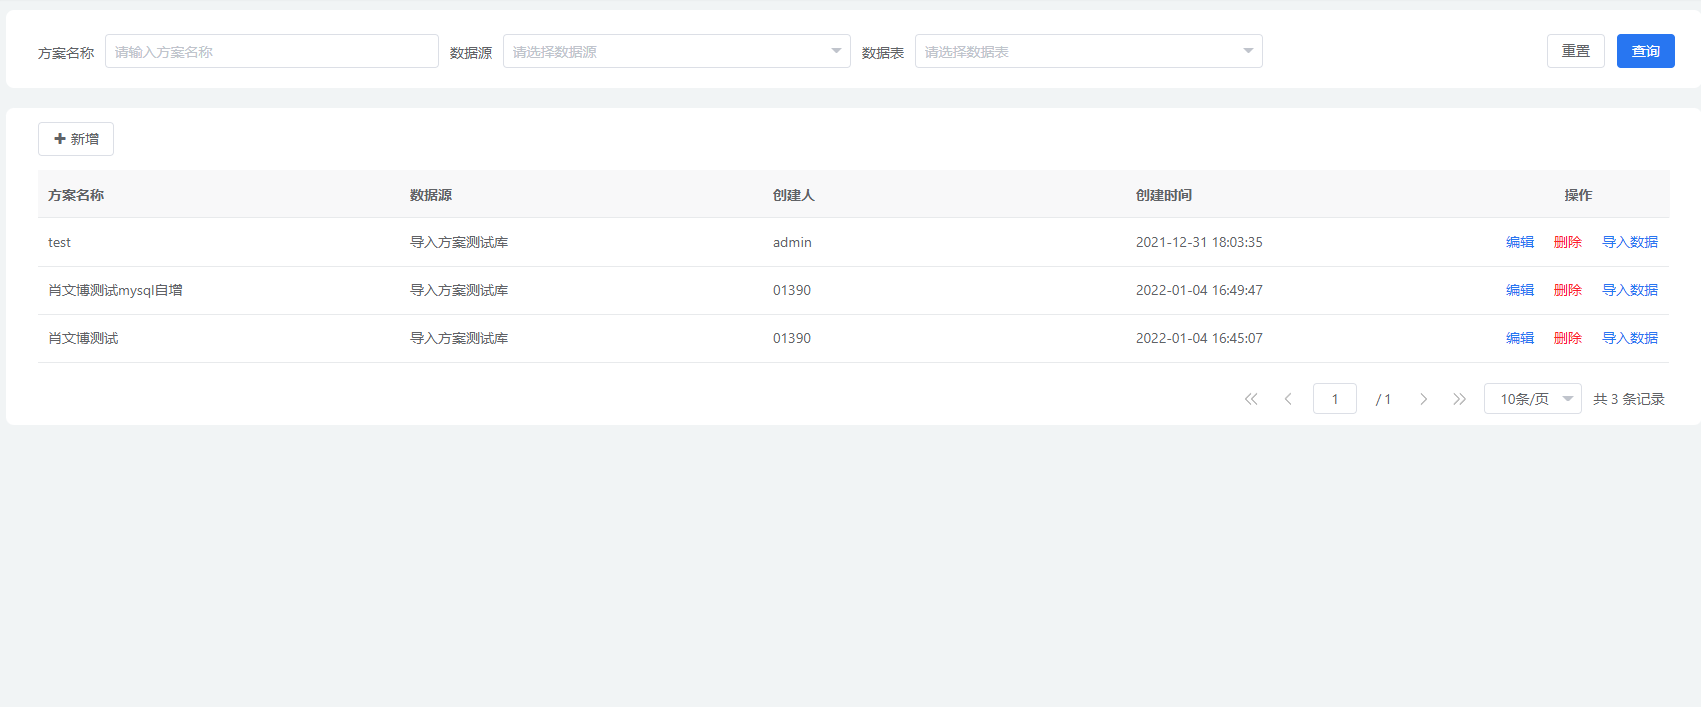 方案名称 请输入方案名称 数据源 请选择数据源 数据表 请选择数据表 重置 查询
新增
方案名称 数据源 创建人 创建时间 操作
test 导入方案测试库 admin 2021-12-31 18:03:35 编辑 删除 导入数据
肖文博测试mysql自增 导入方案测试库 01390 2022-01-04 16:49:47 编辑 删除 导入数据
肖文博测试 导入方案测试库 01390 2022-01-04 16:45:07 编辑 删除 导入数据
1 / 1 10条/页 共 3 条记录